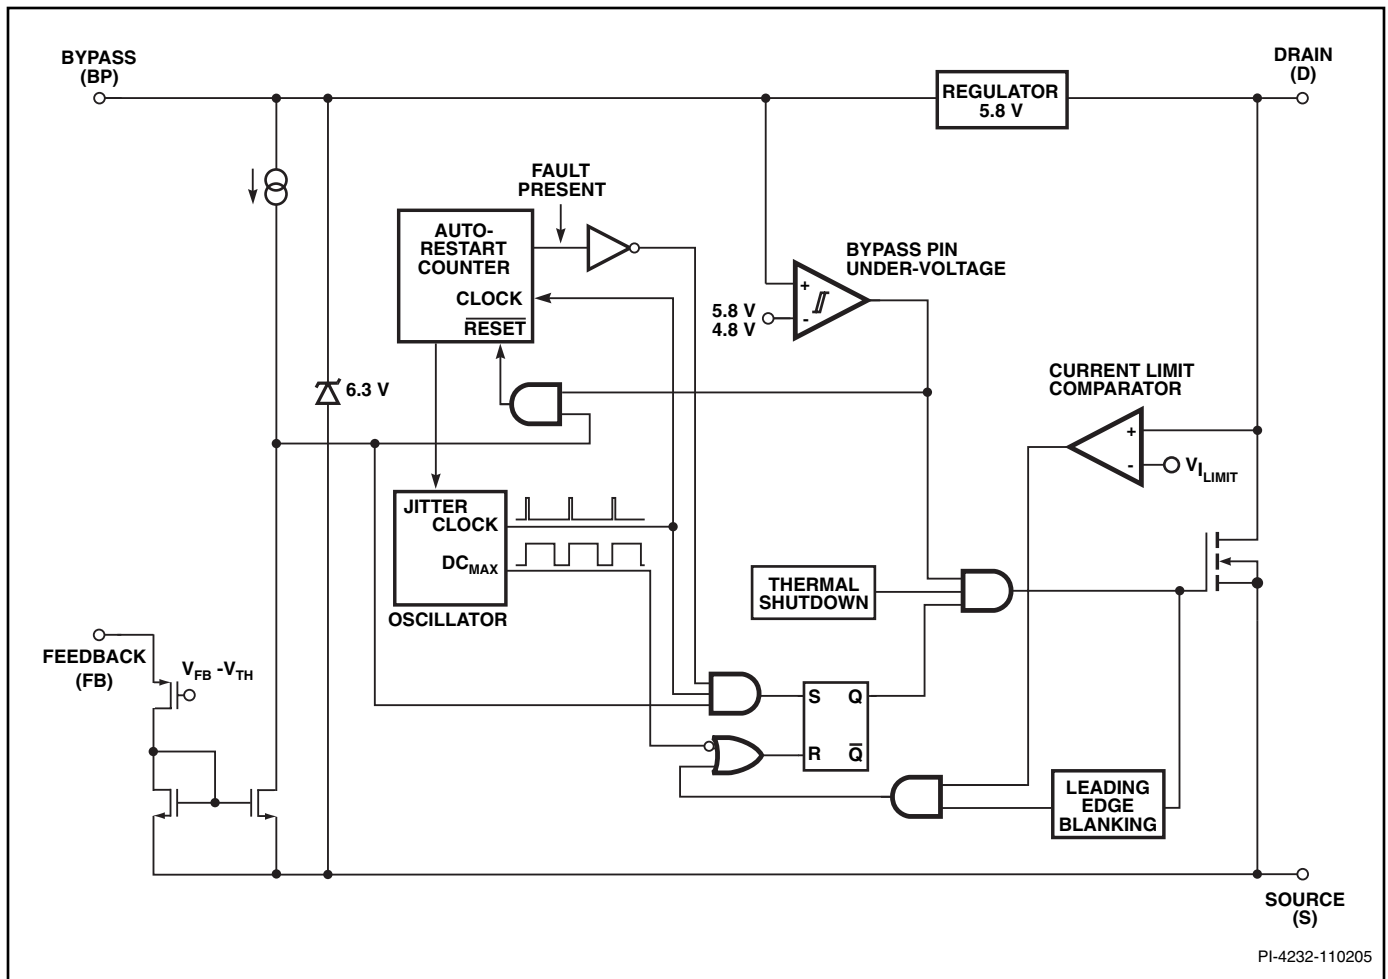 BYPASS
(BP)
DRAIN
(D)
REGULATOR
5.8 V
FAULT
PRESENT
AUTO-
RESTART
COUNTER
CLOCK
RESET
BYPASS PIN
UNDER-VOLTAGE
+
-
5.8 V
4.8 V
6.3 V
CURRENT LIMIT
COMPARATOR
+
-
VILIMIT
JITTER
CLOCK
DCMAX
OSCILLATOR
THERMAL
SHUTDOWN
FEEDBACK
(FB)
VFB -VTH
S Q
R Q
LEADING
EDGE
BLANKING
SOURCE
(S)
PI-4232-110205